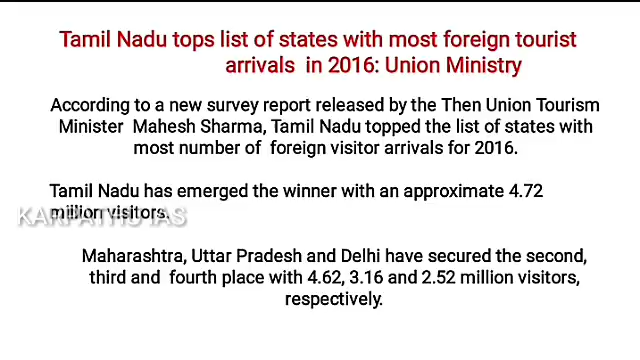 Tamil Nadu tops list of states with most foreign tourist
arrivals in 2016: Union Ministry
According to a new survey report released by the Then Union Tourism
Minister Mahesh Sharma, Tamil Nadu topped the list of states with
most number of foreign visitor arrivals for 2016.
Tamil Nadu has emerged the winner with an approximate 4.72
million visitors.
KARPATHU IAS
Maharashtra, Uttar Pradesh and Delhi have secured the second,
third and fourth place with 4.62, 3.16 and 2.52 million visitors,
respectively.